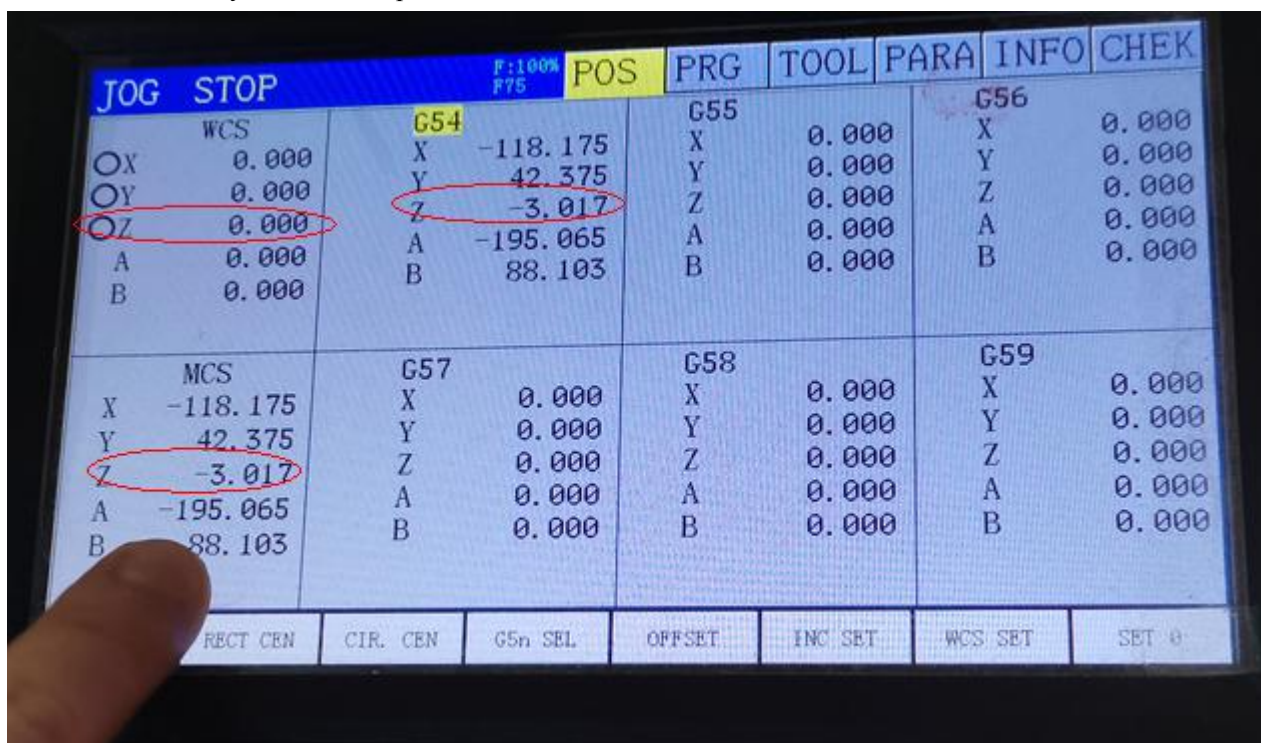 JOG STOP F:100% F75 POS PRG TOOL PARA INFO CHEK
WCS
X 0.000
Y 0.000
Z 0.000
A 0.000
B 0.000
G54
X -118.175
Y 42.375
Z -3.017
A -195.065
B 88.103
G55
X 0.000
Y 0.000
Z 0.000
A 0.000
B 0.000
G56
X 0.000
Y 0.000
Z 0.000
A 0.000
B 0.000
MCS
X -118.175
Y 42.375
Z -3.017
A -195.065
B 88.103
G57
X 0.000
Y 0.000
Z 0.000
A 0.000
B 0.000
G58
X 0.000
Y 0.000
Z 0.000
A 0.000
B 0.000
G59
X 0.000
Y 0.000
Z 0.000
A 0.000
B 0.000
RECT CEN CIR. CEN G5n SEL OFFSET INC SET WCS SET SET 0